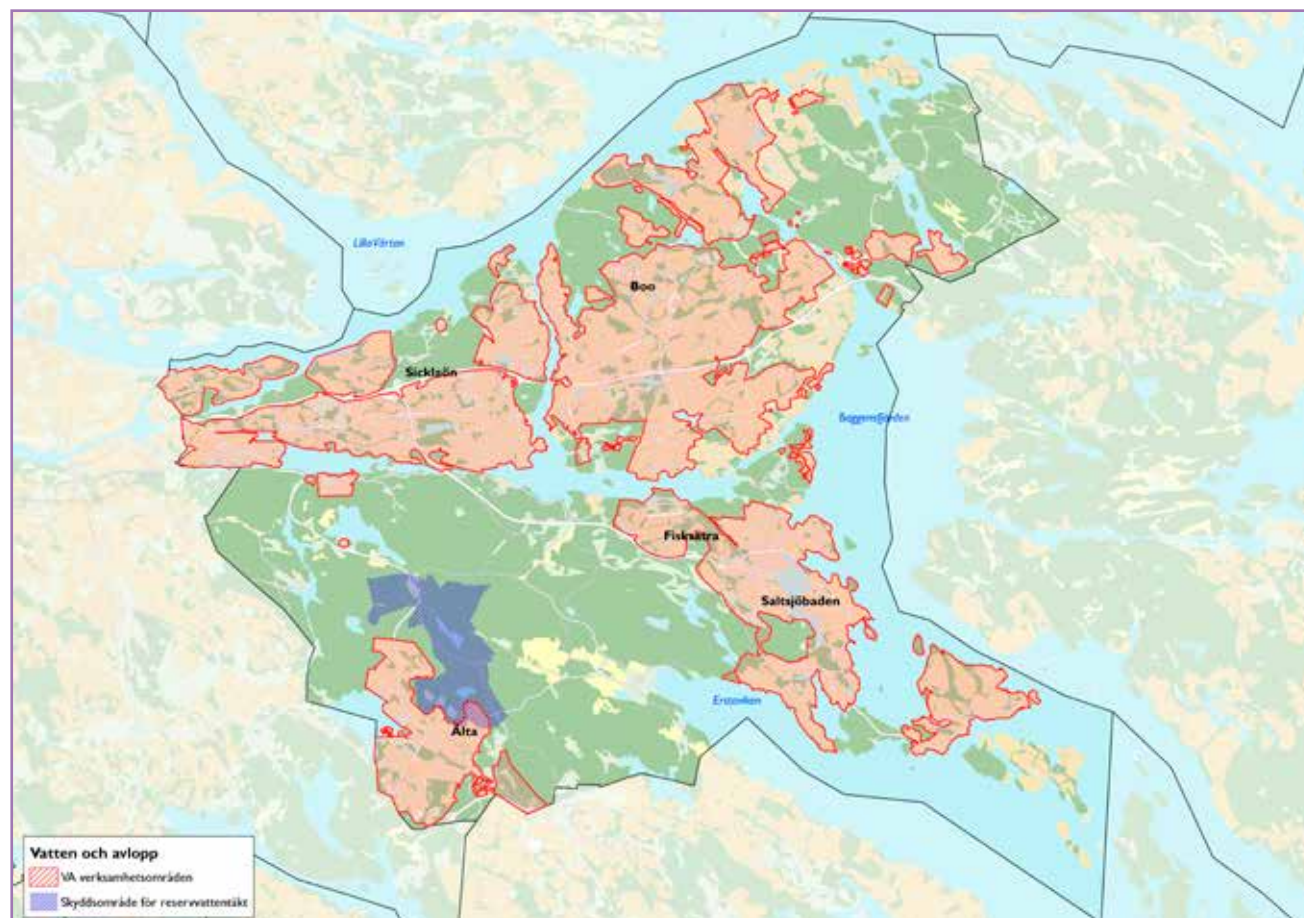 Lilla Värtan
Boo
Sicklaön
Baggensfjärden
Fisksätra
Saltsjöbaden
Erstaviken
Älta
Vatten och avlopp
VA verksamhetsområden
Skyddsområde för reservvattentäkt